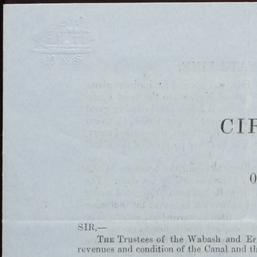 CIR
O
SIR,—
THE Trustees of the Wabash and Er
revenues and condition of the Canal and th